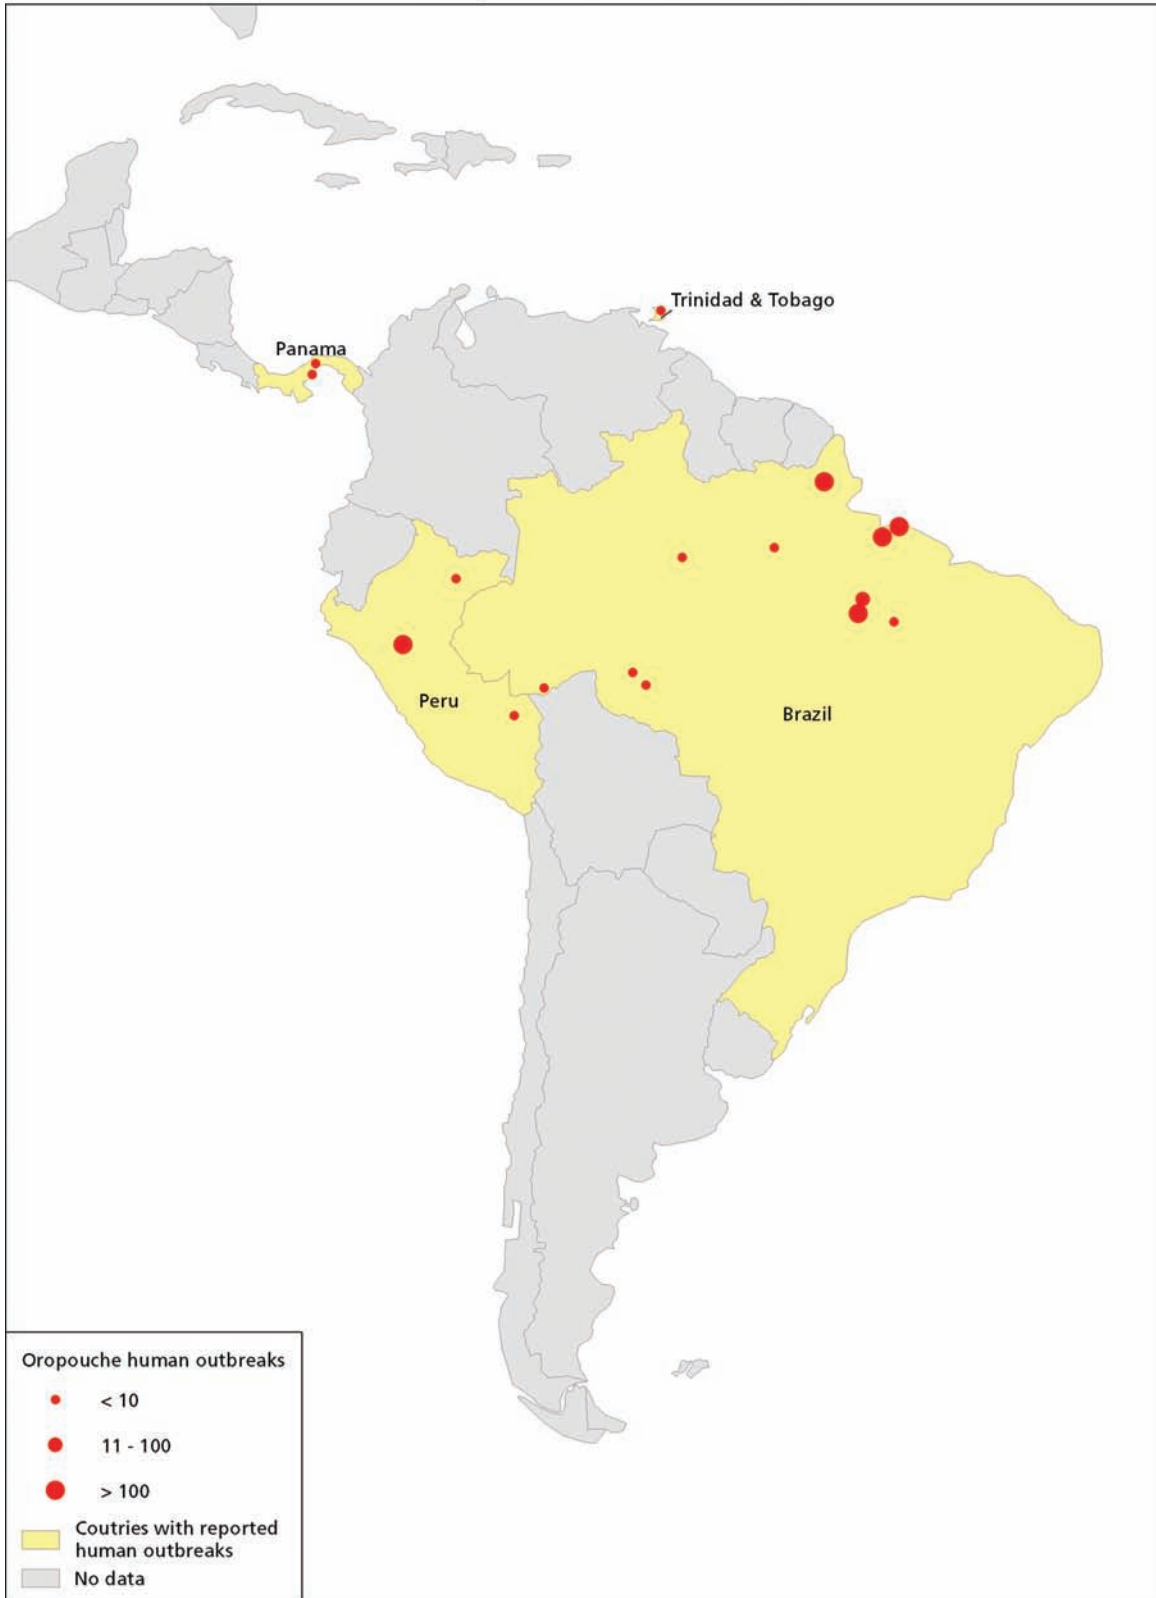 Trinidad & Tobago
Panama
Peru
Brazil
Oropouche human outbreaks
< 10
11 - 100
> 100
Coutries with reported
human outbreaks
No data